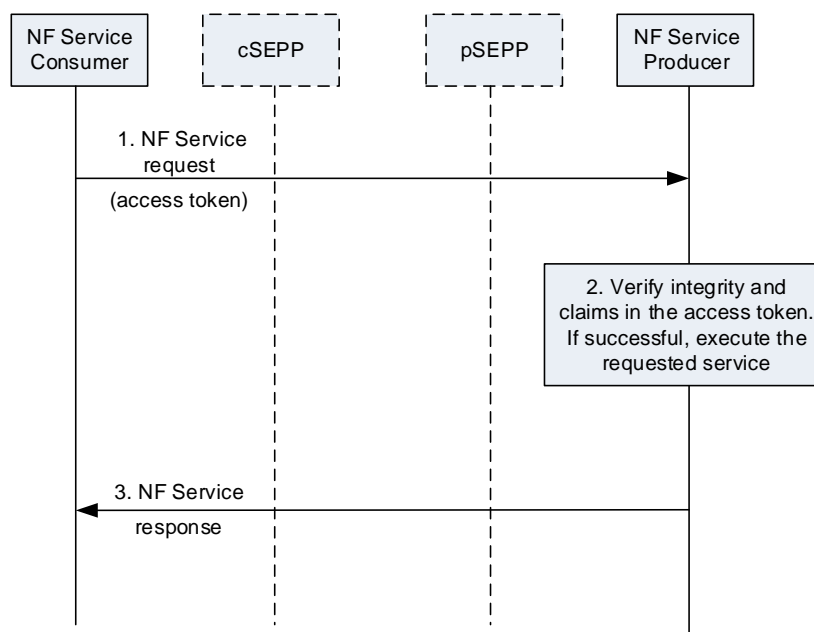 NF Service
Consumer
cSEPP
pSEPP
NF Service
Producer
1. NF Service
request
(access token)
2. Verify integrity and
claims in the access token.
If successful, execute the
requested service
3. NF Service
response